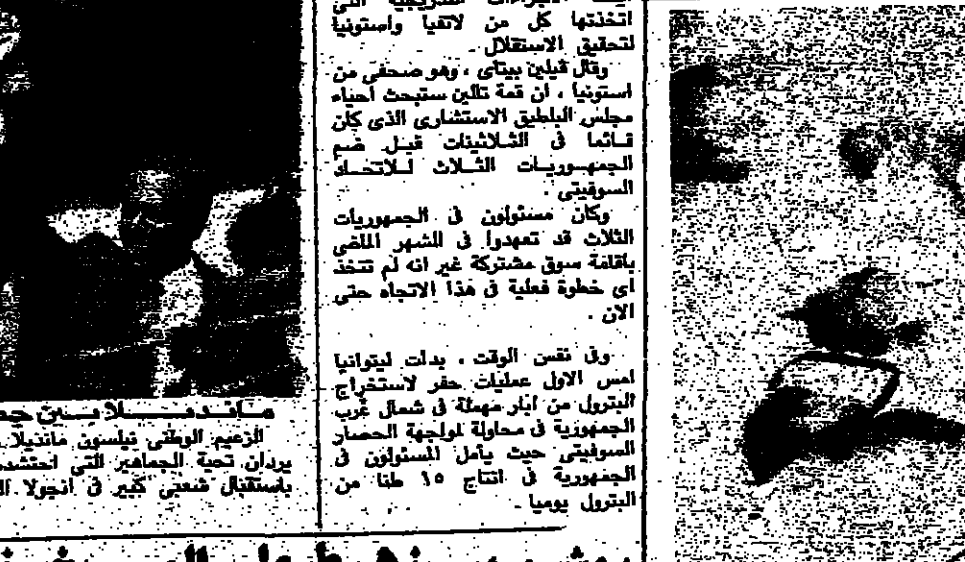 اتخذتها كل من لاتفيا واستونيا
لتحقيق الاستقلال .
وقال فيلين بيتاى ، وهو صحفى من
استونيا ، ان قمة تالين ستبحث احياء
مجلس البلطيق الاستشارى الذى كان
قائما فى الثلاثينات قبل ضم
الجمهوريات الثلاث للاتحاد
السوفيتى .
وكان مسئولون فى الجمهوريات
الثلاث قد تعهدوا فى الشهر الماضى
باقامة سوق مشتركة غير انه لم تتخذ
اى خطوة فعلية فى هذا الاتجاه حتى
الان .
وفى نفس الوقت ، بدات ليتوانيا
امس الاول عمليات حفر لاستخراج
البترول من ابار مهملة فى شمال غرب
الجمهورية فى محاولة لمواجهة الحصار
السوفيتى حيث يأمل المسئولون فى
الجمهورية فى انتاج ١٥ طنا من
البترول يوميا .
مانديلا بين
الزعيم الوطنى نيلسون مانديلا
يردان تحية الجماهير التى احتشدت
باستقبال شعبى كبير فى انجولا